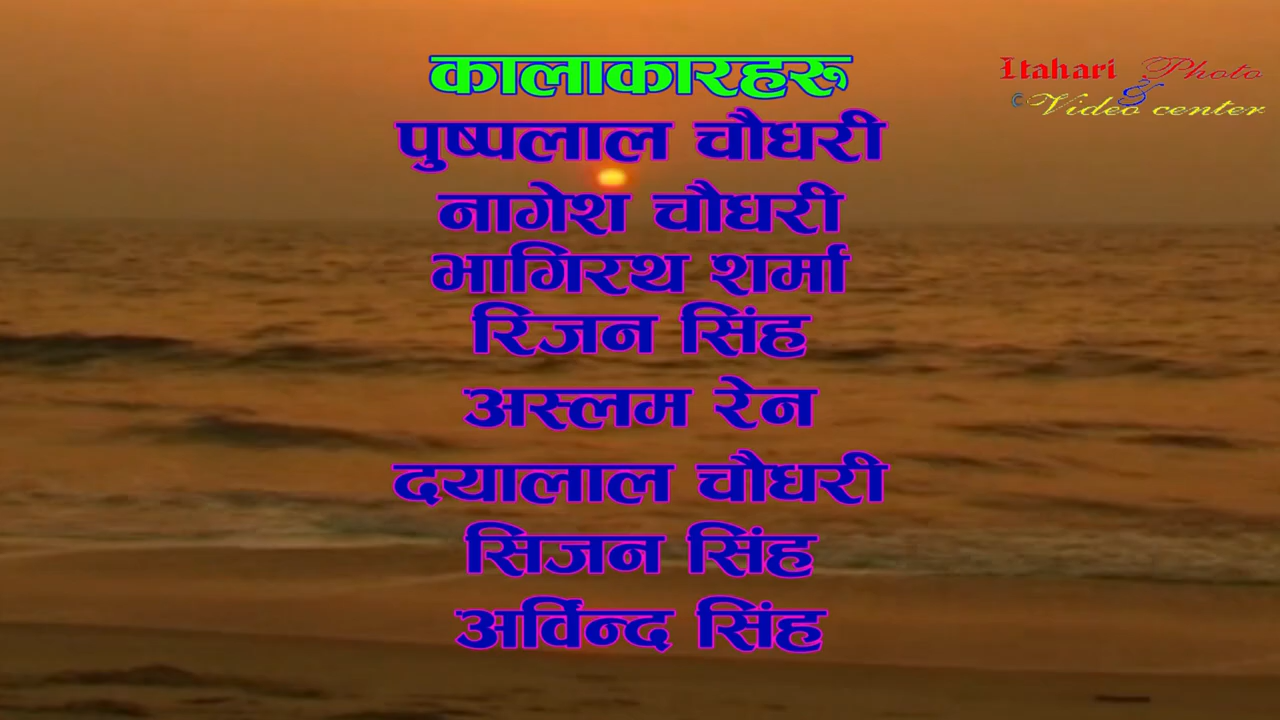 कालाकारहरु
पुष्पलाल चौधरी
नागेश चौधरी
भागिरथ शर्मा
रिजन सिंह
अस्लम रेन
दयालाल चौधरी
सिजन सिंह
अर्विन्द सिंह
Itahari Photo
&
© Video center